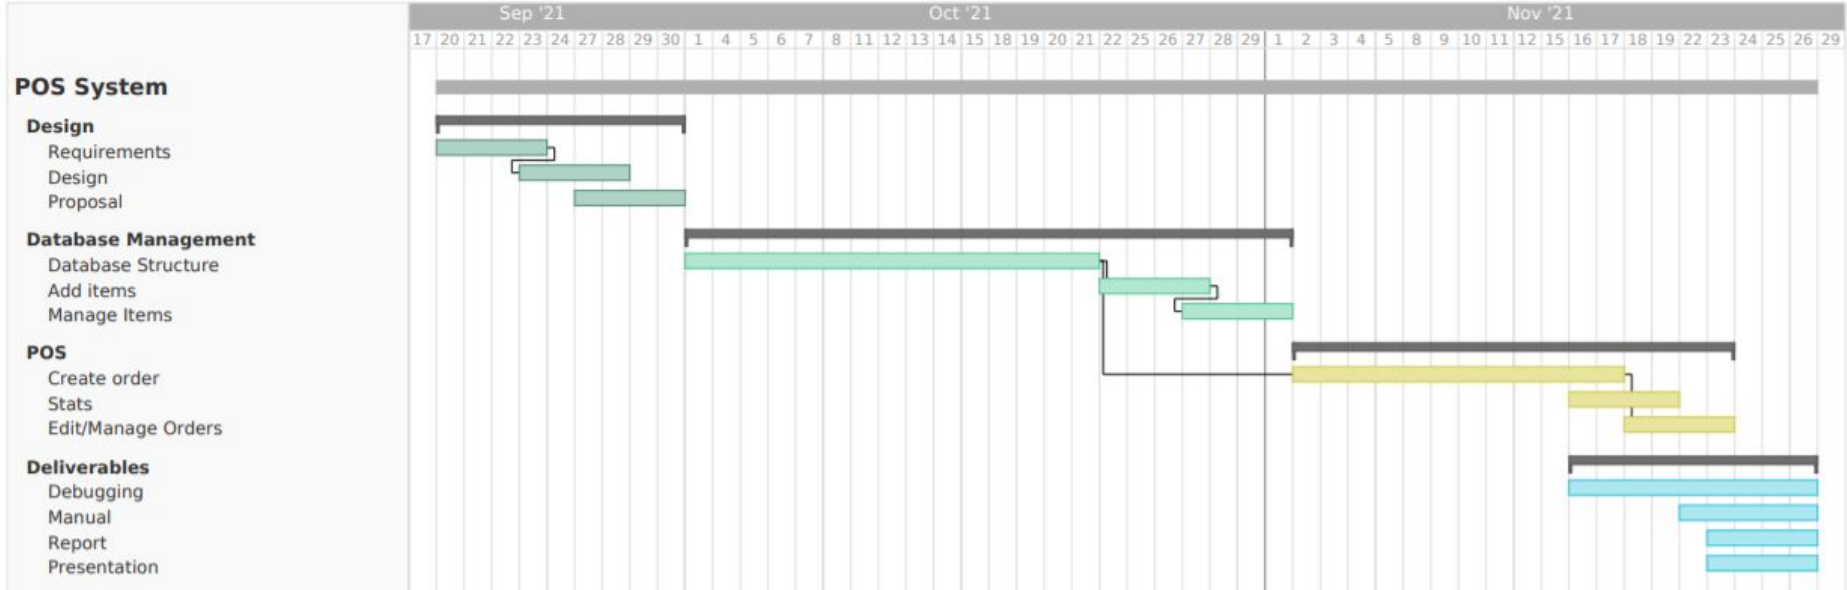 Sep '21 Oct '21 Nov '21
17 20 21 22 23 24 27 28 29 30 1 4 5 6 7 8 11 12 13 14 15 18 19 20 21 22 25 26 27 28 29 1 2 3 4 5 8 9 10 11 12 15 16 17 18 19 22 23 24 25 26 29
POS System
Design
Requirements
Design
Proposal
Database Management
Database Structure
Add items
Manage Items
POS
Create order
Stats
Edit/Manage Orders
Deliverables
Debugging
Manual
Report
Presentation